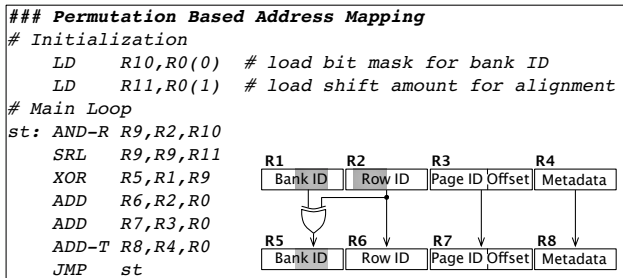 ### Permutation Based Address Mapping
# Initialization
LD R10,R0(0) # load bit mask for bank ID
LD R11,R0(1) # load shift amount for alignment
# Main Loop
st: AND-R R9,R2,R10
SRL R9,R9,R11
XOR R5,R1,R9
ADD R6,R2,R0
ADD R7,R3,R0
ADD-T R8,R4,R0
JMP st
R1 R2 R3 R4
Bank ID Row ID Page ID Offset Metadata
R5 R6 R7 R8
Bank ID Row ID Page ID Offset Metadata